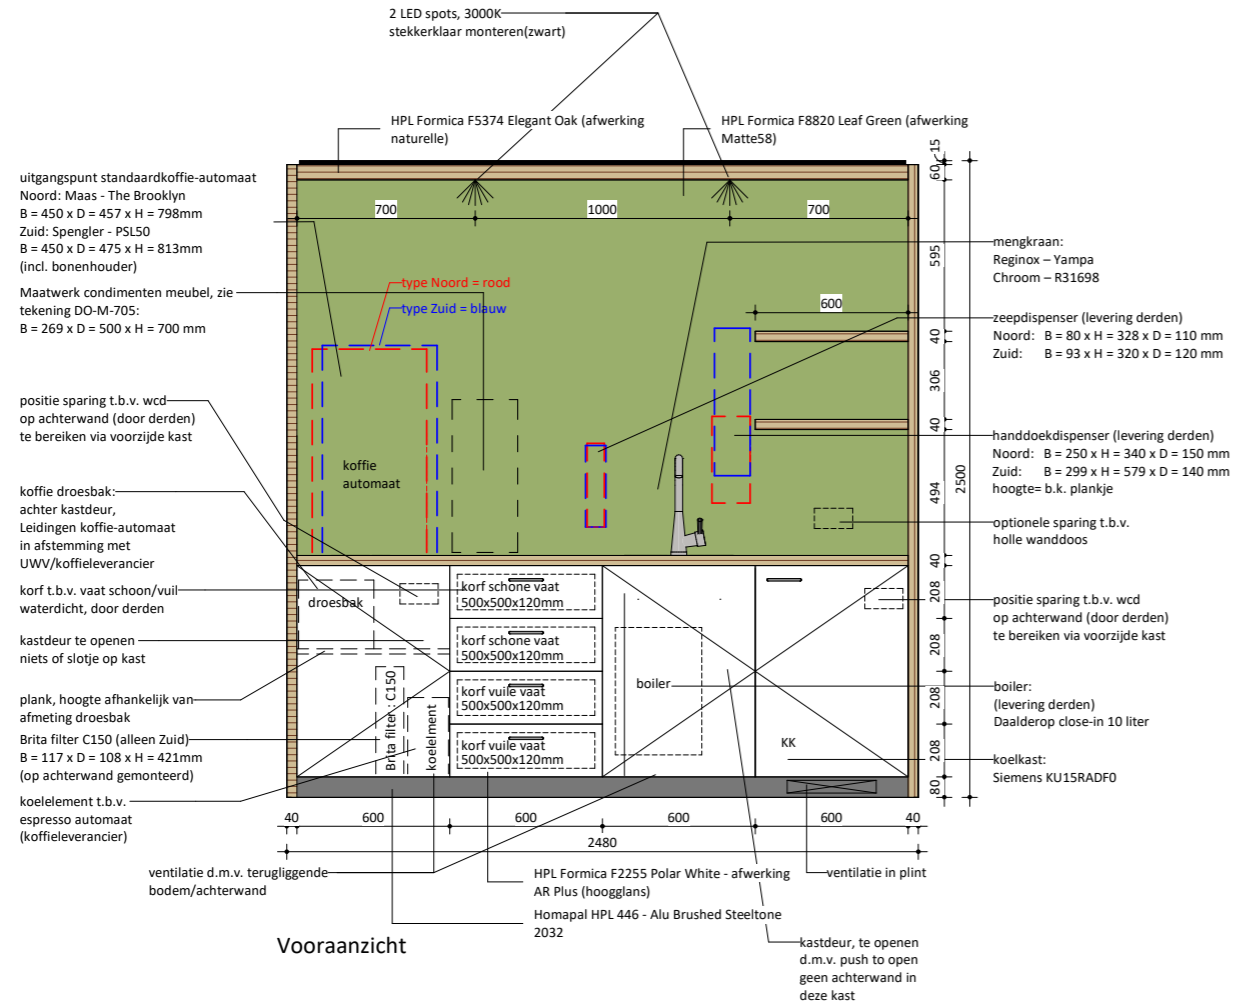 2 LED spots, 3000K
stekkerklaar monteren(zwart)
HPL Formica F5374 Elegant Oak (afwerking
naturelle)
HPL Formica F8820 Leaf Green (afwerking
Matte58)
uitgangspunt standaardkoffie-automaat
Noord: Maas - The Brooklyn
B = 450 x D = 457 x H = 798mm
Zuid: Spengler - PSL50
B = 450 x D = 475 x H = 813mm
(incl. bonenhouder)
Maatwerk condimenten meubel, zie
tekening DO-M-705:
B = 269 x D = 500 x H = 700 mm
positie sparing t.b.v. wcd
op achterwand (door derden)
te bereiken via voorzijde kast
koffie droesbak:
achter kastdeur,
Leidingen koffie-automaat
in afstemming met
UWV/koffieleverancier
korf t.b.v. vaat schoon/vuil
waterdicht, door derden
kastdeur te openen
niets of slotje op kast
plank, hoogte afhankelijk van
afmeting droesbak
Brita filter C150 (alleen Zuid)
B = 117 x D = 108 x H = 421mm
(op achterwand gemonteerd)
koelelement t.b.v.
espresso automaat
(koffieleverancier)
700
1000
700
type Noord = rood
type Zuid = blauw
600
koffie
automaat
droesbak
korf schone vaat
500x500x120mm
korf schone vaat
500x500x120mm
korf vuile vaat
500x500x120mm
korf vuile vaat
500x500x120mm
Brita filter : C150
koelelement
boiler
KK
15
60
595
40
306
40
494
40
208
208
208
208
80
2500
mengkraan:
Reginox – Yampa
Chroom – R31698
zeepdispenser (levering derden)
Noord: B = 80 x H = 328 x D = 110 mm
Zuid: B = 93 x H = 320 x D = 120 mm
handdoekdispenser (levering derden)
Noord: B = 250 x H = 340 x D = 150 mm
Zuid: B = 299 x H = 579 x D = 140 mm
hoogte= b.k. plankje
optionele sparing t.b.v.
holle wanddoos
positie sparing t.b.v. wcd
op achterwand (door derden)
te bereiken via voorzijde kast
boiler:
(levering derden)
Daalderop close-in 10 liter
koelkast:
Siemens KU15RADF0
40
600
600
600
600
40
2480
ventilatie d.m.v. terugliggende
bodem/achterwand
HPL Formica F2255 Polar White - afwerking
AR Plus (hoogglans)
Homapal HPL 446 - Alu Brushed Steeltone
2032
ventilatie in plint
kastdeur, te openen
d.m.v. push to open
geen achterwand in
deze kast
Vooraanzicht